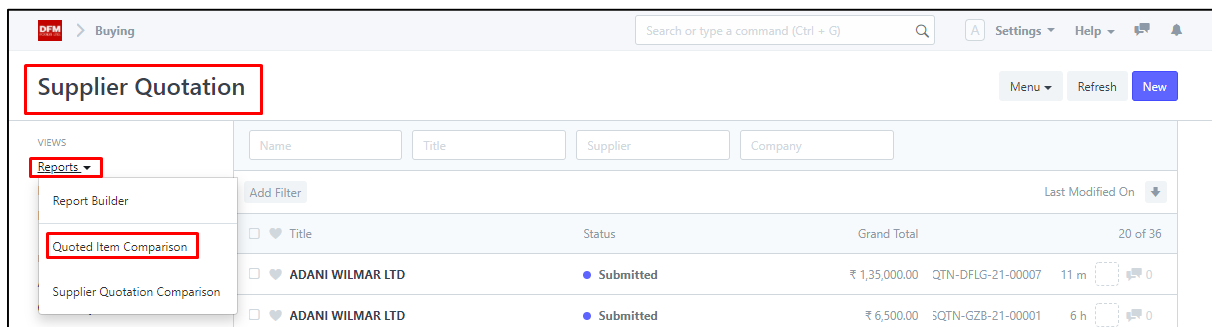 DFM
Buying
Search or type a command (Ctrl + G)
A
Settings
Help
Supplier Quotation
Menu
Refresh
New
VIEWS
Reports
Name
Title
Supplier
Company
Report Builder
Quoted Item Comparison
Supplier Quotation Comparison
Add Filter
Last Modified On
Title
Status
Grand Total
20 of 36
ADANI WILMAR LTD
Submitted
₹ 1,35,000.00
QTN-DFLG-21-00007
11 m
0
ADANI WILMAR LTD
Submitted
₹ 6,500.00
SQTN-GZB-21-00001
6 h
0